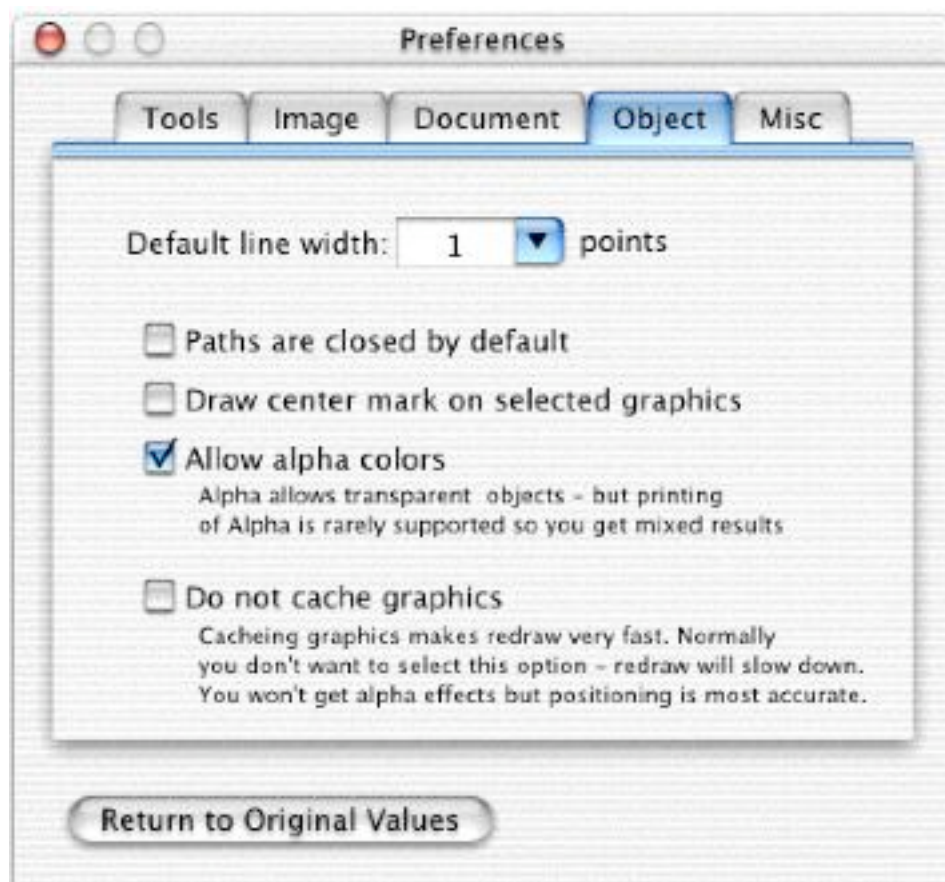 Preferences
Tools Image Document Object Misc
Default line width: 1 points
Paths are closed by default
Draw center mark on selected graphics
Allow alpha colors
Alpha allows transparent objects – but printing
of Alpha is rarely supported so you get mixed results
Do not cache graphics
Cacheing graphics makes redraw very fast. Normally
you don't want to select this option – redraw will slow down.
You won't get alpha effects but positioning is most accurate.
Return to Original Values